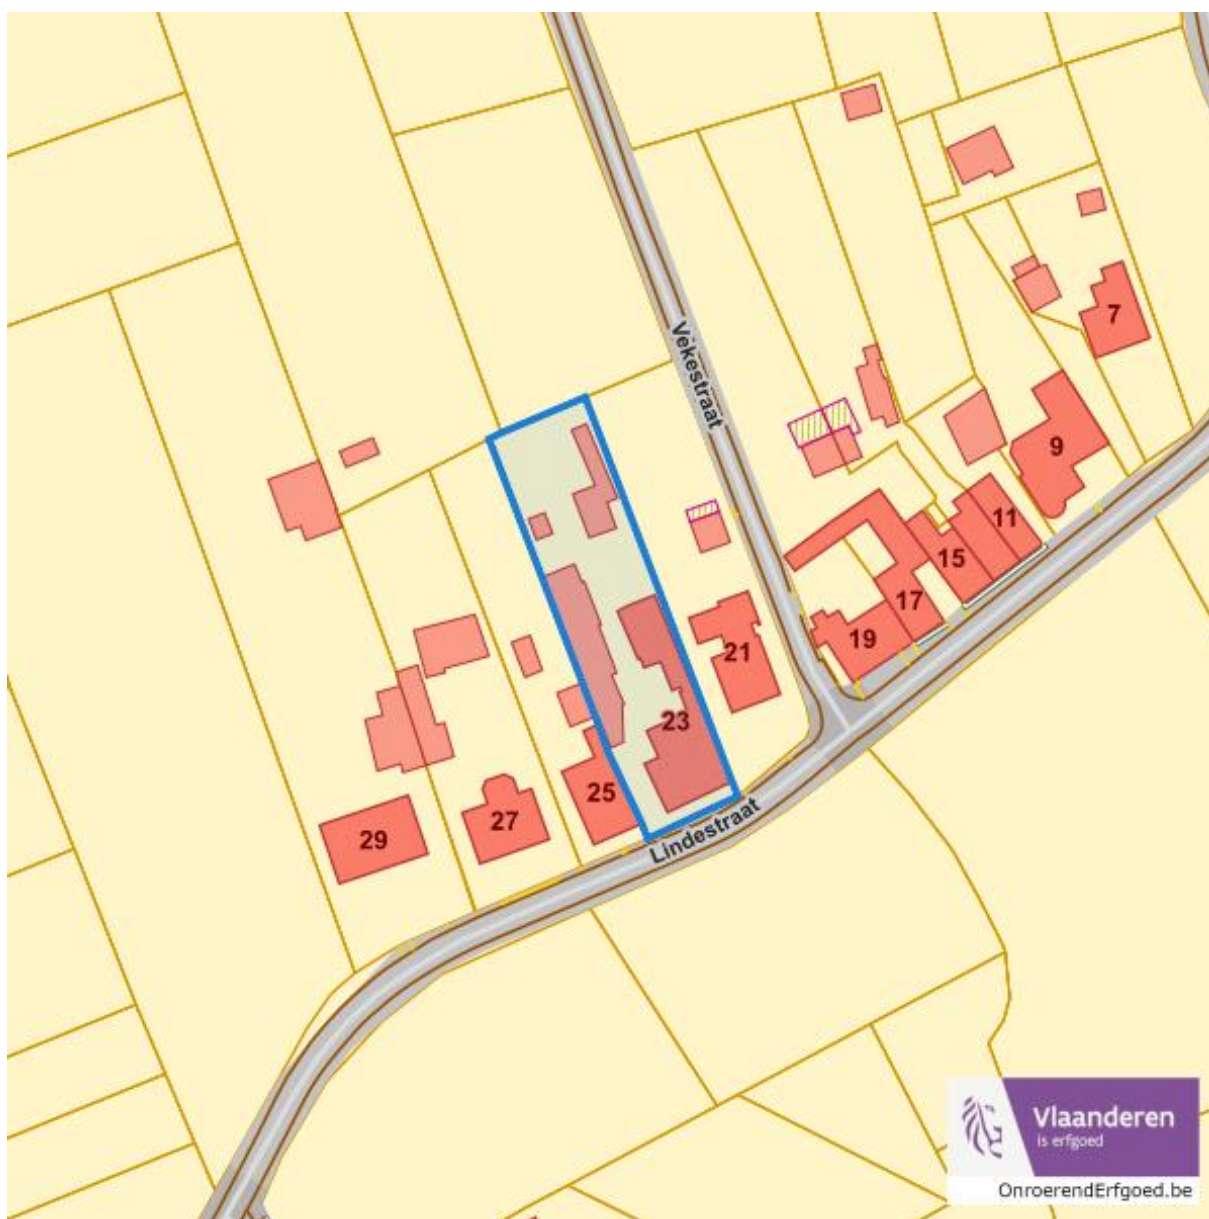 Vekestraat
7
9
11
15
17
19
21
23
25
27
29
Lindestraat
Vlaanderen
is erfgoed
OnroerendErfgoed.be